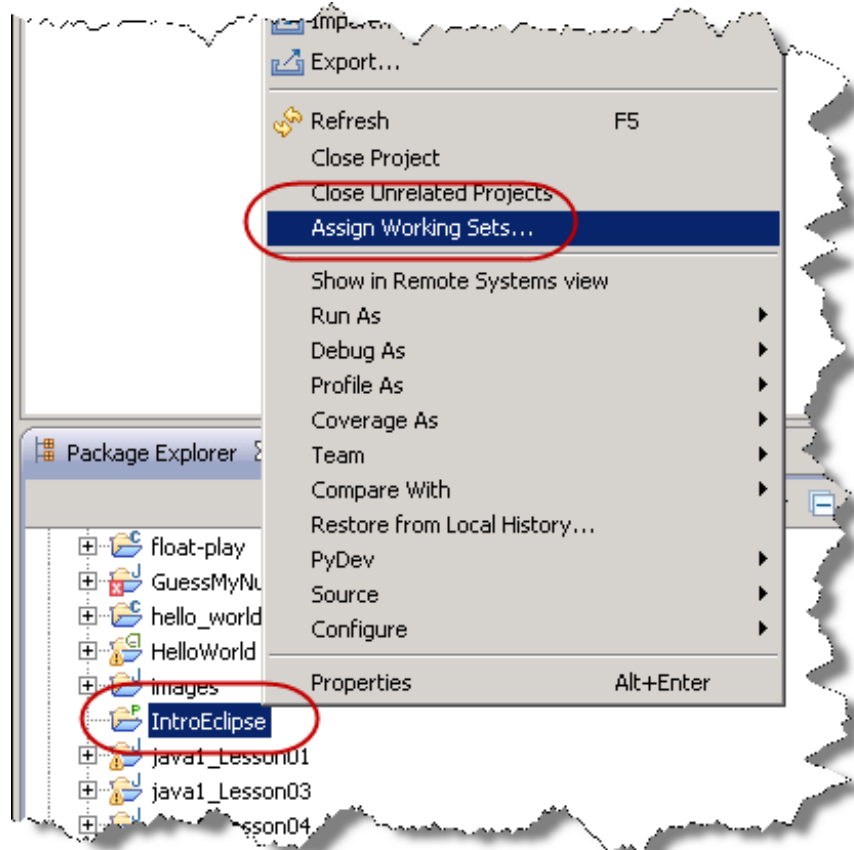 Export...
Refresh F5
Close Project
Close Unrelated Projects
Assign Working Sets...
Show in Remote Systems view
Run As
Debug As
Profile As
Coverage As
Team
Compare With
Restore from Local History...
PyDev
Source
Configure
Properties Alt+Enter
Package Explorer
float-play
GuessMyNu
hello_world
HelloWorld
images
IntroEclipse
java1_Lesson01
java1_Lesson03